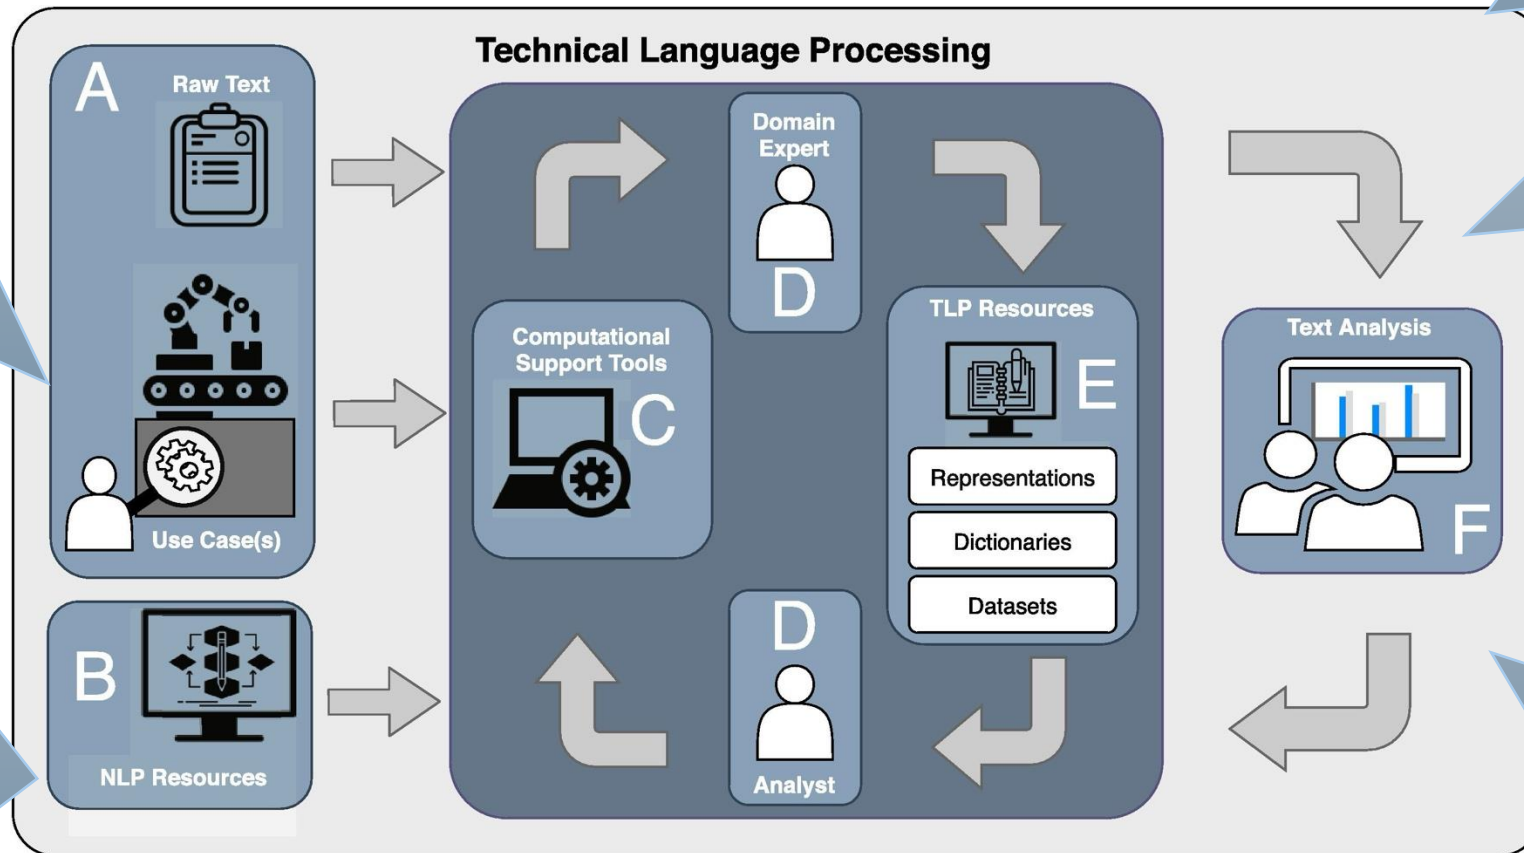 Technical Language Processing
A
Raw Text
Use Case(s)
B
NLP Resources
Computational
Support Tools
C
Domain
Expert
D
TLP Resources
E
Representations
Dictionaries
Datasets
D
Analyst
Text Analysis
F